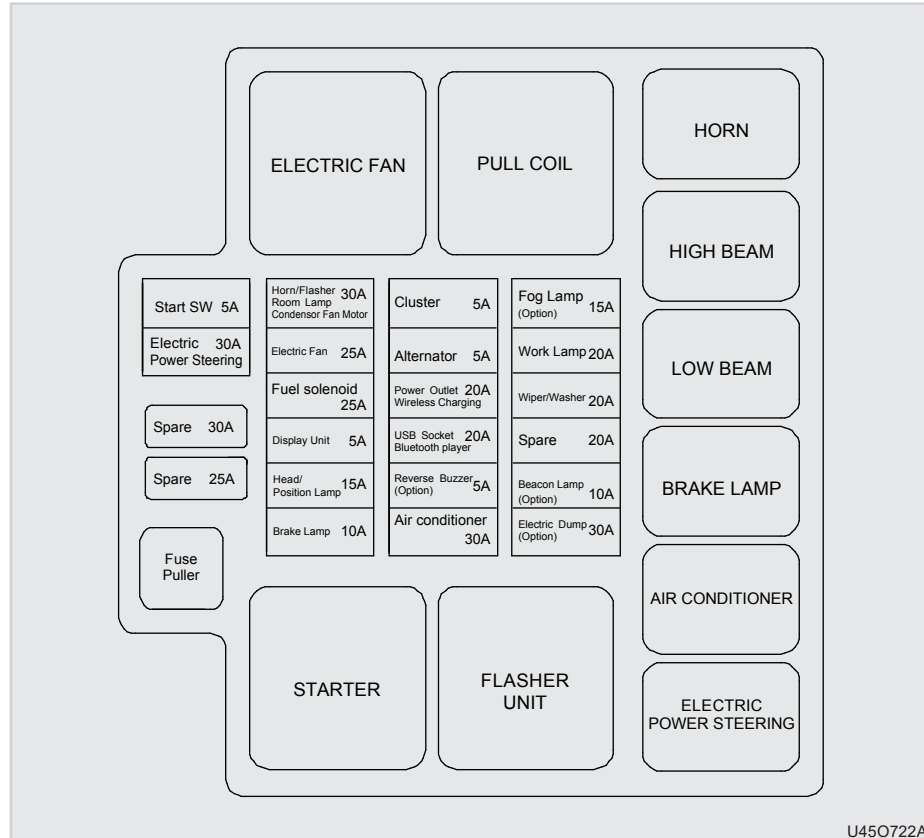 ELECTRIC FAN
PULL COIL
HORN
HIGH BEAM
LOW BEAM
BRAKE LAMP
AIR CONDITIONER
ELECTRIC
POWER STEERING
Start SW 5A
Electric 30A
Power Steering
Spare 30A
Spare 25A
Fuse
Puller
Horn/Flasher 30A
Room Lamp
Condensor Fan Motor
Electric Fan 25A
Fuel solenoid
25A
Display Unit 5A
Head/
Position Lamp 15A
Brake Lamp 10A
Cluster 5A
Alternator 5A
Power Outlet 20A
Wireless Charging
USB Socket 20A
Bluetooth player
Reverse Buzzer
(Option) 5A
Air conditioner
30A
Fog Lamp
(Option) 15A
Work Lamp 20A
Wiper/Washer 20A
Spare 20A
Beacon Lamp
(Option) 10A
Electric Dump 30A
(Option)
STARTER
FLASHER
UNIT
U45O722A